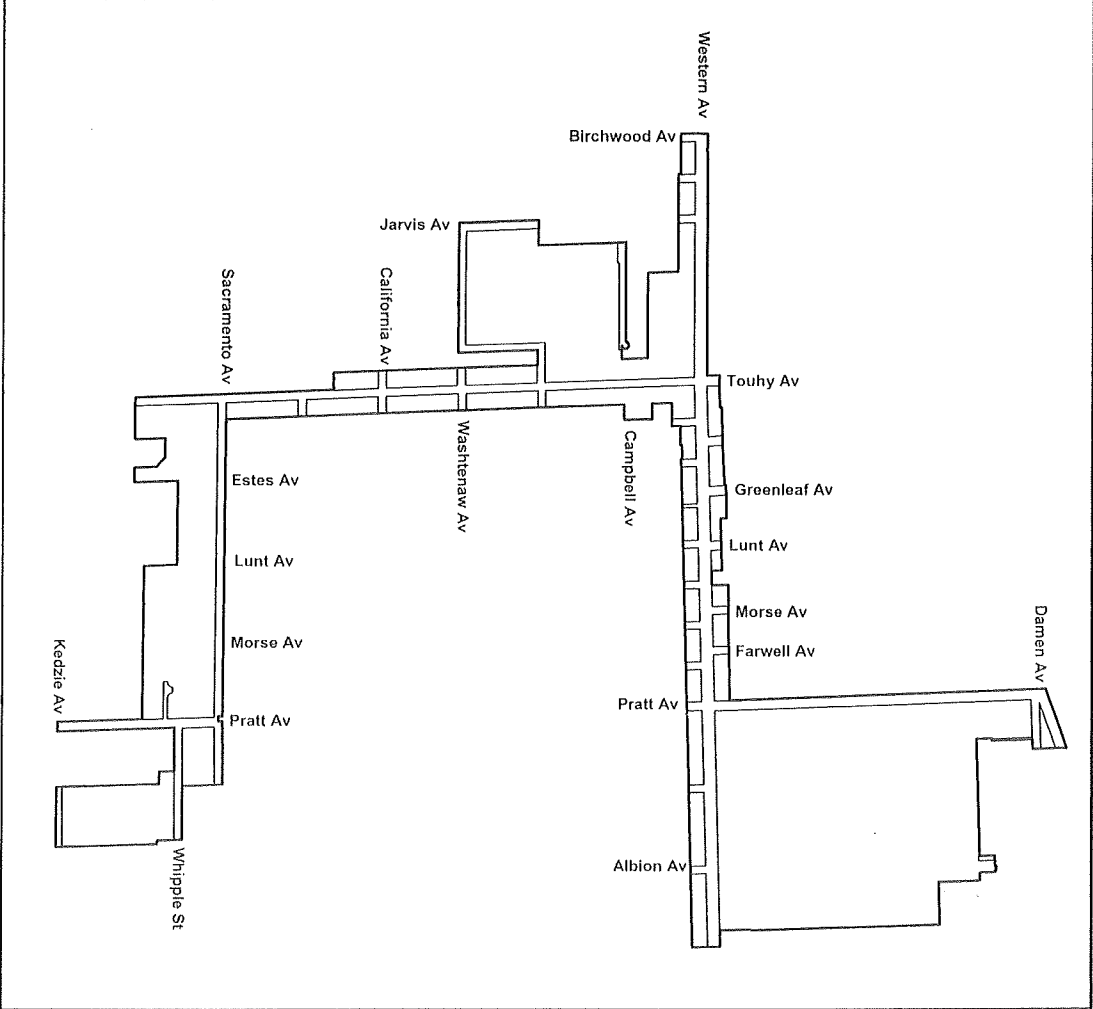 Western Av
Birchwood Av
Jarvis Av
Sacramento Av
California Av
Touhy Av
Washtenaw Av
Campbell Av
Estes Av
Greenleaf Av
Lunt Av
Lunt Av
Morse Av
Damen Av
Kedzie Av
Morse Av
Farwell Av
Pratt Av
Pratt Av
Whipple St
Albion Av